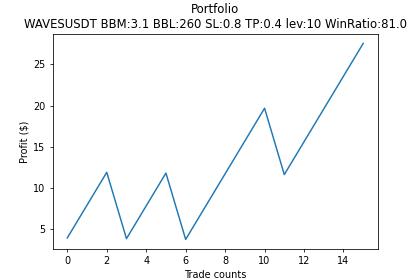 Portfolio
WAVESUSDT BBM:3.1 BBL:260 SL:0.8 TP:0.4 lev:10 WinRatio:81.0
Profit ($)
25
20
15
10
5
0 2 4 6 8 10 12 14
Trade counts